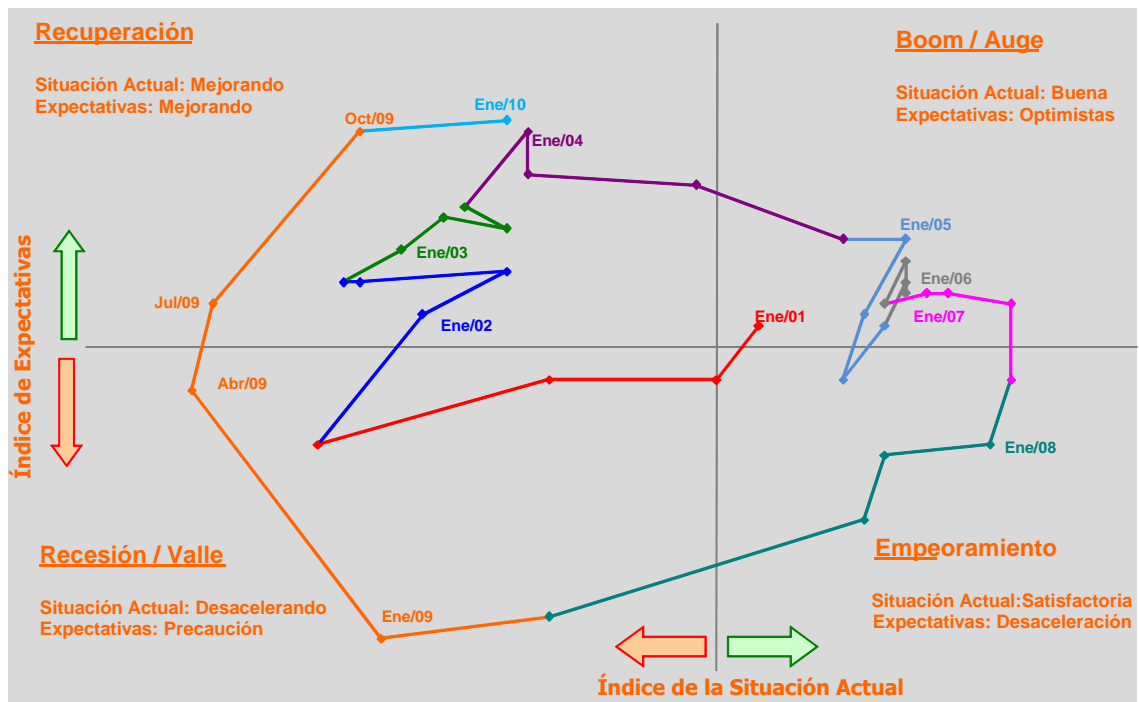 Recuperación
Situación Actual: Mejorando
Expectativas: Mejorando
Boom / Auge
Situación Actual: Buena
Expectativas: Optimistas
Ene/10
Oct/09
Ene/04
Ene/05
Ene/03
Ene/06
Jul/09
Ene/02
Ene/01
Ene/07
Abr/09
Ene/08
Ene/09
Índice de Expectativas
Recesión / Valle
Situación Actual: Desacelerando
Expectativas: Precaución
Empeoramiento
Situación Actual:Satisfactoria
Expectativas: Desaceleración
Índice de la Situación Actual